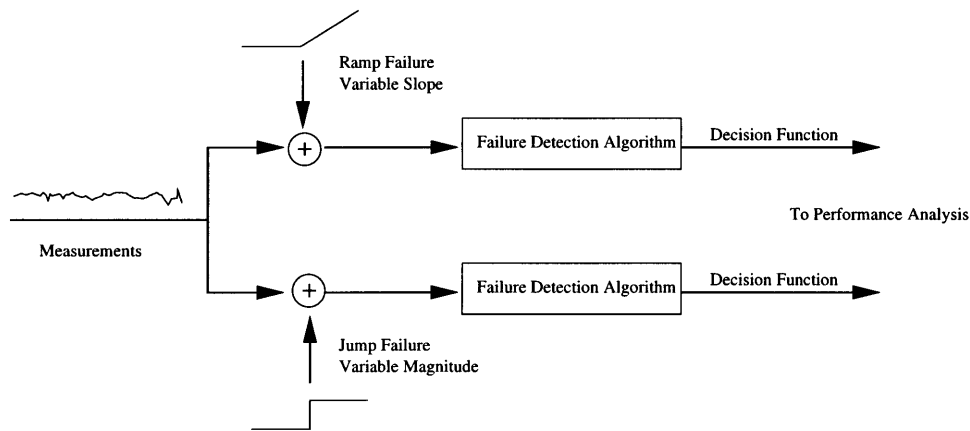 Ramp Failure
Variable Slope
+
Failure Detection Algorithm
Decision Function
To Performance Analysis
Measurements
+
Failure Detection Algorithm
Decision Function
Jump Failure
Variable Magnitude